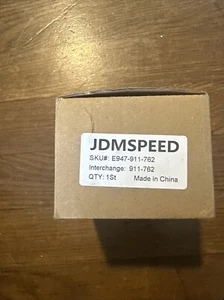 JDMSPEED
SKU#: E947-911-762
Interchange: 911-762
QTY: 1St Made in China